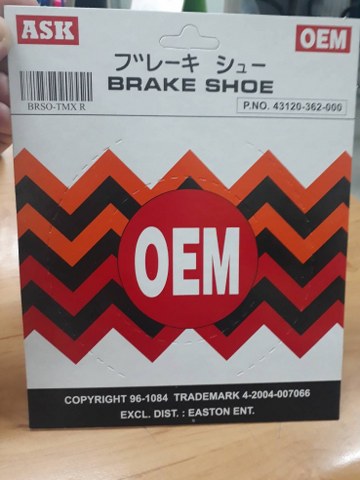 ASK
OEM
ブレーキ シュー
BRAKE SHOE
BRSO-TMX R
P.NO. 43120-362-000
OEM
COPYRIGHT 96-1084 TRADEMARK 4-2004-007066
EXCL. DIST. : EASTON ENT.